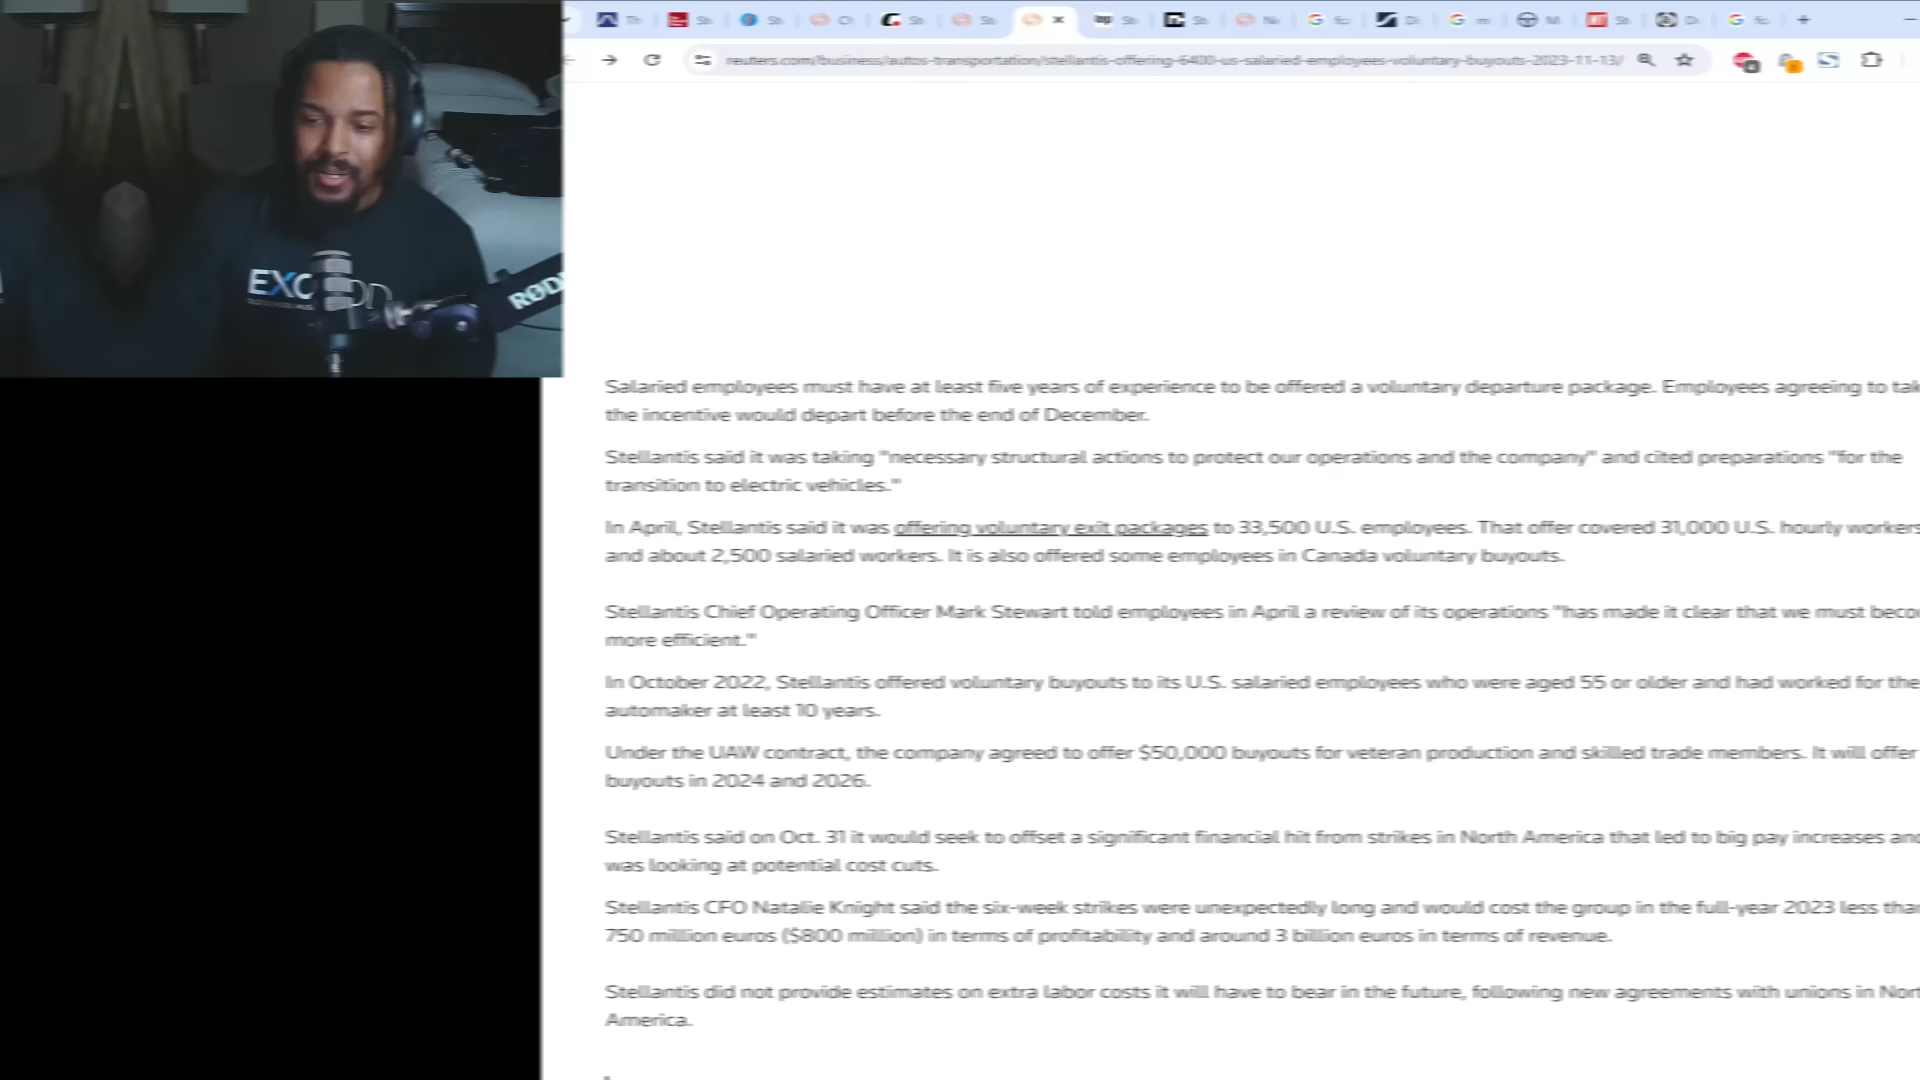 reuters.com/business/autos-transportation/stellantis-offering-6400-us-salaried-employees-voluntary-buyouts-2023-11-13/
EXO
RØD
Salaried employees must have at least five years of experience to be offered a voluntary departure package. Employees agreeing to tak
the incentive would depart before the end of December.
Stellantis said it was taking "necessary structural actions to protect our operations and the company" and cited preparations "for the
transition to electric vehicles."
In April, Stellantis said it was offering voluntary exit packages to 33,500 U.S. employees. That offer covered 31,000 U.S. hourly workers
and about 2,500 salaried workers. It is also offered some employees in Canada voluntary buyouts.
Stellantis Chief Operating Officer Mark Stewart told employees in April a review of its operations "has made it clear that we must beco
more efficient."
In October 2022, Stellantis offered voluntary buyouts to its U.S. salaried employees who were aged 55 or older and had worked for the
automaker at least 10 years.
Under the UAW contract, the company agreed to offer $50,000 buyouts for veteran production and skilled trade members. It will offer
buyouts in 2024 and 2026.
Stellantis said on Oct. 31 it would seek to offset a significant financial hit from strikes in North America that led to big pay increases and
was looking at potential cost cuts.
Stellantis CFO Natalie Knight said the six-week strikes were unexpectedly long and would cost the group in the full-year 2023 less than
750 million euros ($800 million) in terms of profitability and around 3 billion euros in terms of revenue.
Stellantis did not provide estimates on extra labor costs it will have to bear in the future, following new agreements with unions in Nort
America.